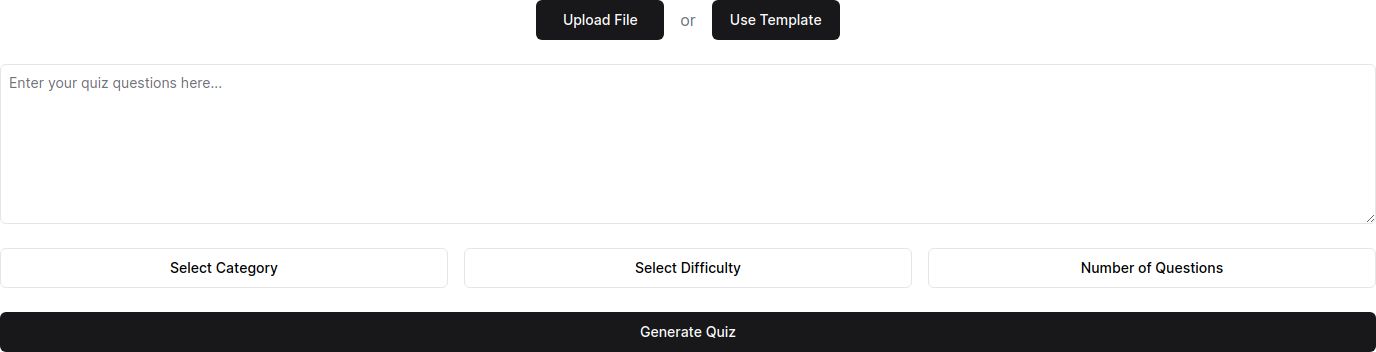 Upload File or Use Template
Enter your quiz questions here...
Select Category Select Difficulty Number of Questions
Generate Quiz